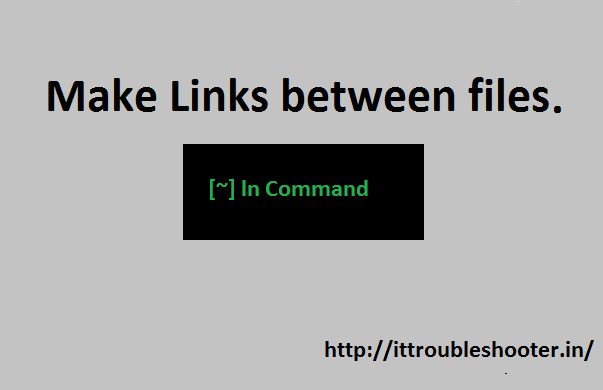 Make Links between files.
[~] ln Command
http://ittroubleshooter.in/